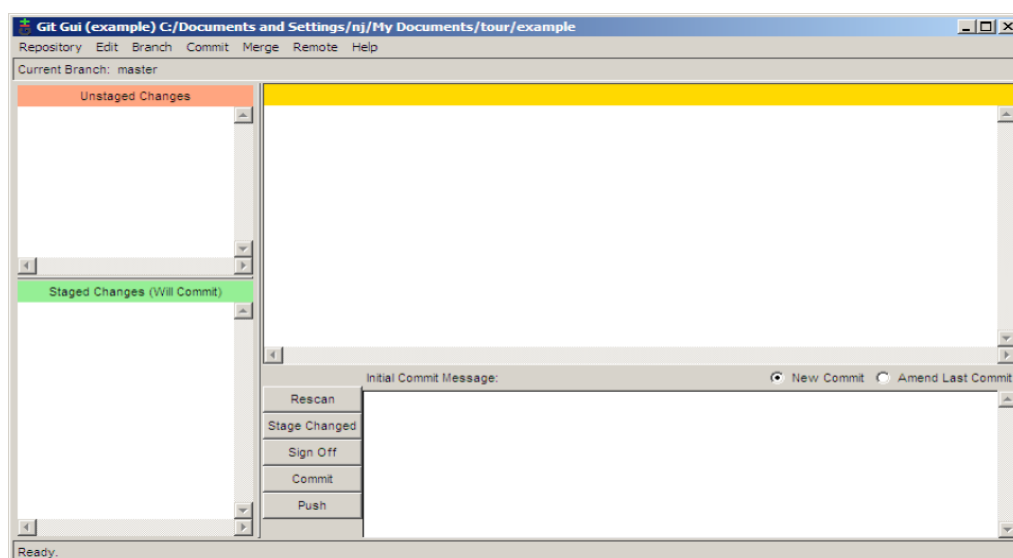 Git Gui (example) C:/Documents and Settings/nj/My Documents/tour/example
Repository Edit Branch Commit Merge Remote Help
Current Branch: master
Unstaged Changes
Staged Changes (Will Commit)
Initial Commit Message:
New Commit
Amend Last Commit
Rescan
Stage Changed
Sign Off
Commit
Push
Ready.